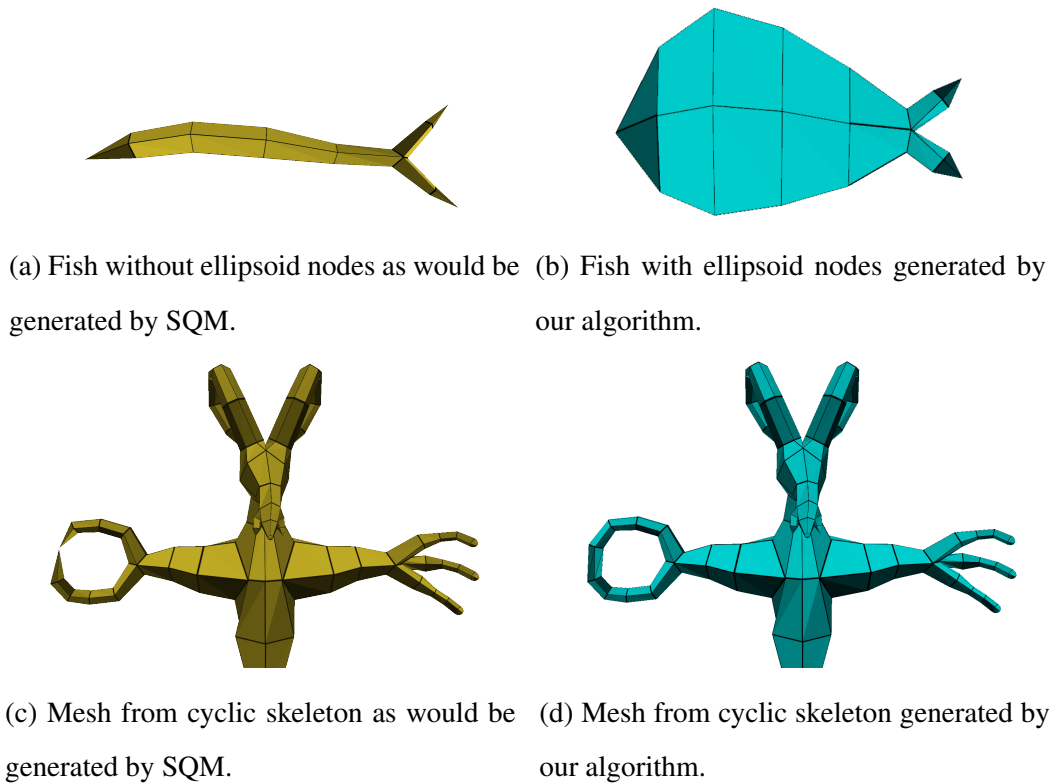 (a) Fish without ellipsoid nodes as would be
generated by SQM.
(b) Fish with ellipsoid nodes generated by
our algorithm.
(c) Mesh from cyclic skeleton as would be
generated by SQM.
(d) Mesh from cyclic skeleton generated by
our algorithm.